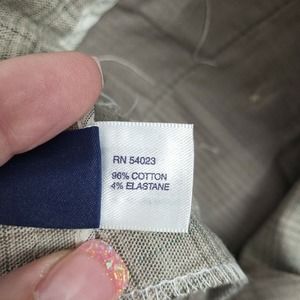 RN 54023
96% COTTON
4% ELASTANE